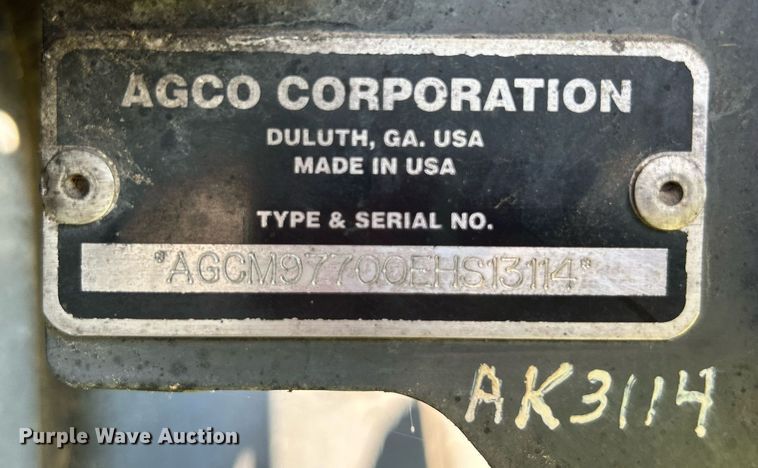 AGCO CORPORATION
DULUTH, GA. USA
MADE IN USA
TYPE & SERIAL NO.
*AGCM97700EHS13114*
AK3114
Purple Wave Auction